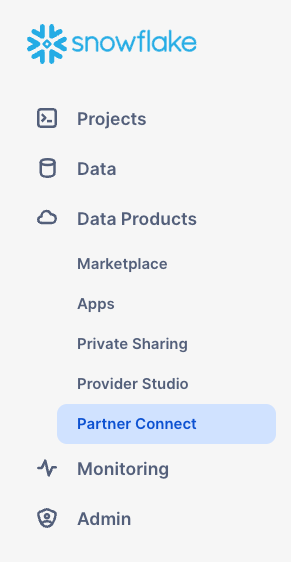 snowflake
Projects
Data
Data Products
Marketplace
Apps
Private Sharing
Provider Studio
Partner Connect
Monitoring
Admin